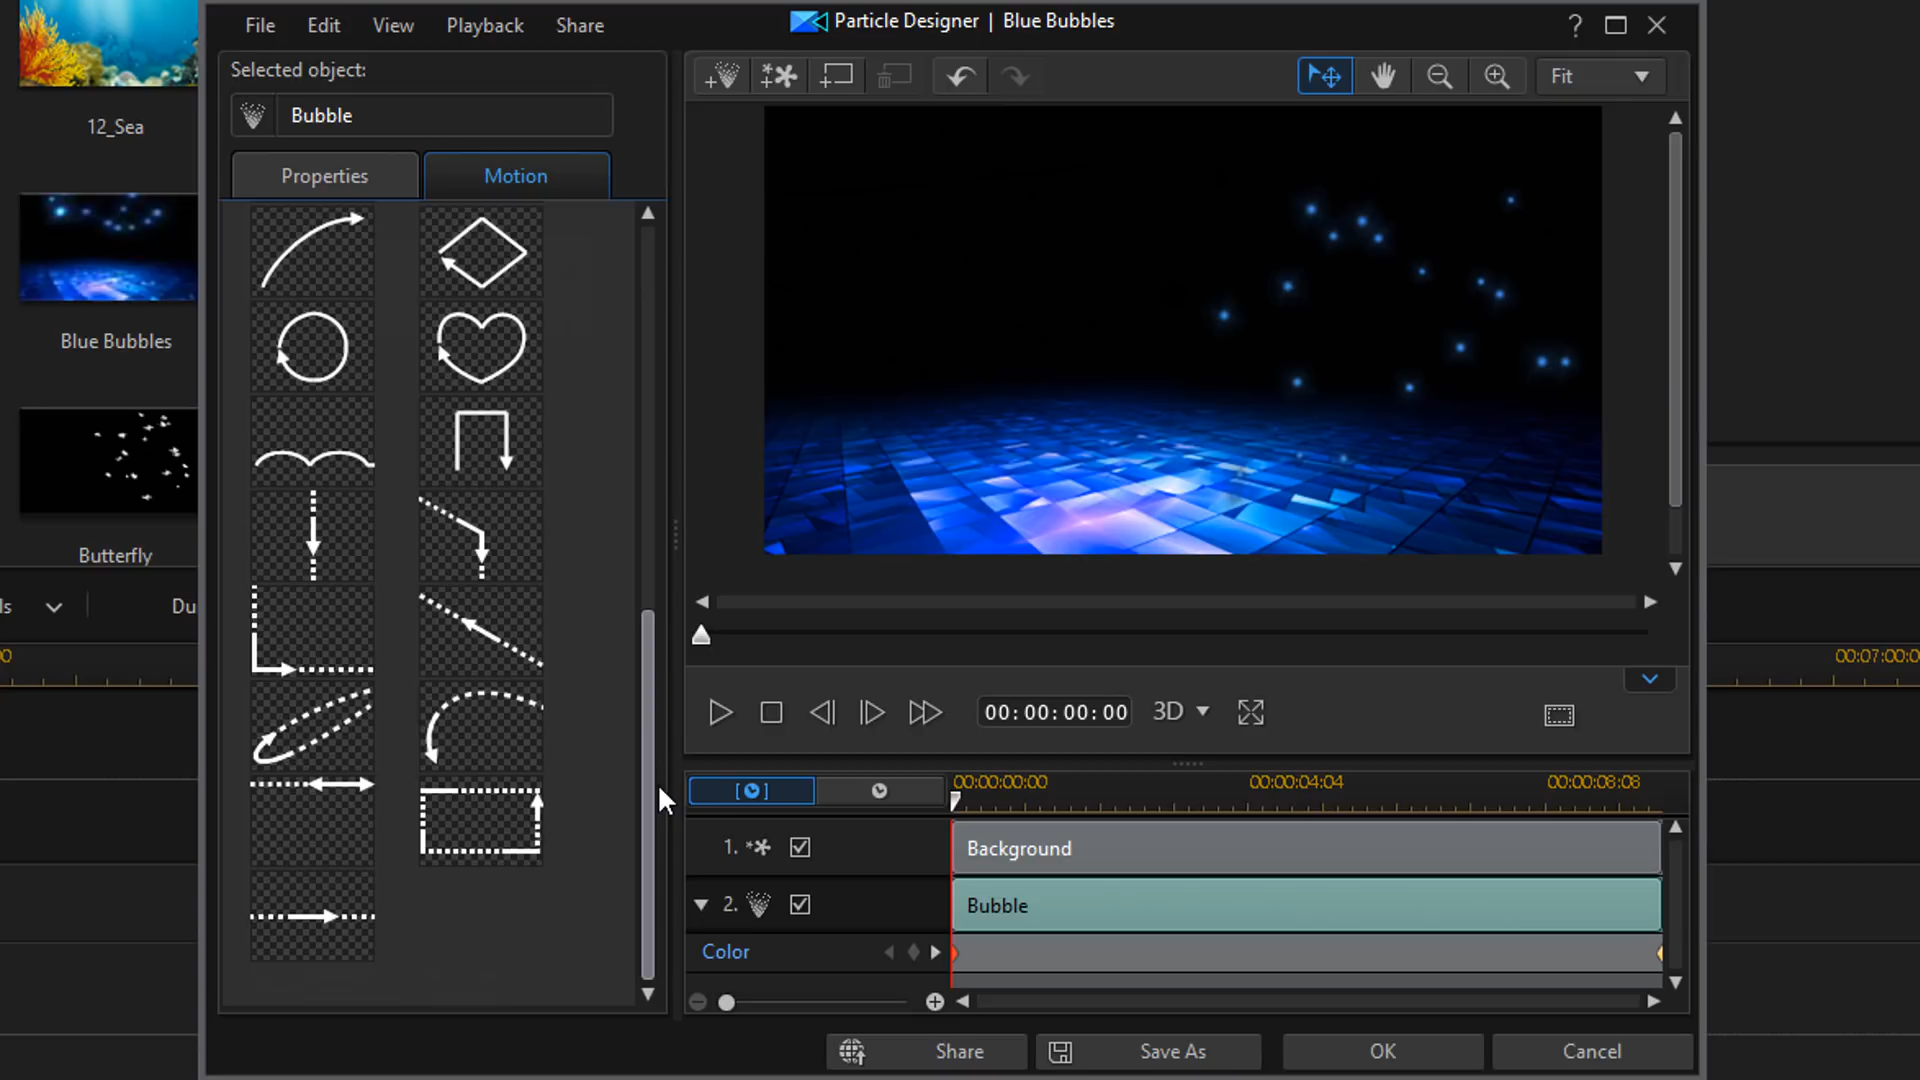 File Edit View Playback Share
Particle Designer | Blue Bubbles
?
Selected object:
Bubble
Properties
Motion
Fit
12_Sea
Blue Bubbles
Butterfly
ls
Du
00:00:00:00
3D
00:07:00:0
00:00:00:00
00:00:04:04
00:00:08:08
1.
Background
2.
Bubble
Color
Share
Save As
OK
Cancel